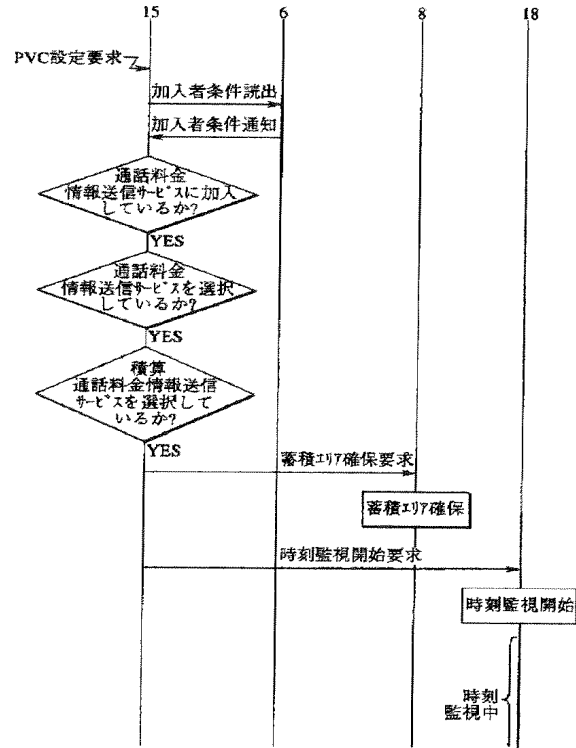 15 6 8 18
PVC設定要求
加入者条件読出
加入者条件通知
通話料金
情報送信ｻｰﾋﾞｽに加入
しているか?
YES
通話料金
情報送信ｻｰﾋﾞｽを選択
しているか?
YES
積算
通話料金情報送信
ｻｰﾋﾞｽを選択して
いるか?
YES
蓄積ｴﾘｱ確保要求
蓄積ｴﾘｱ確保
時刻監視開始要求
時刻監視開始
時刻
監視中